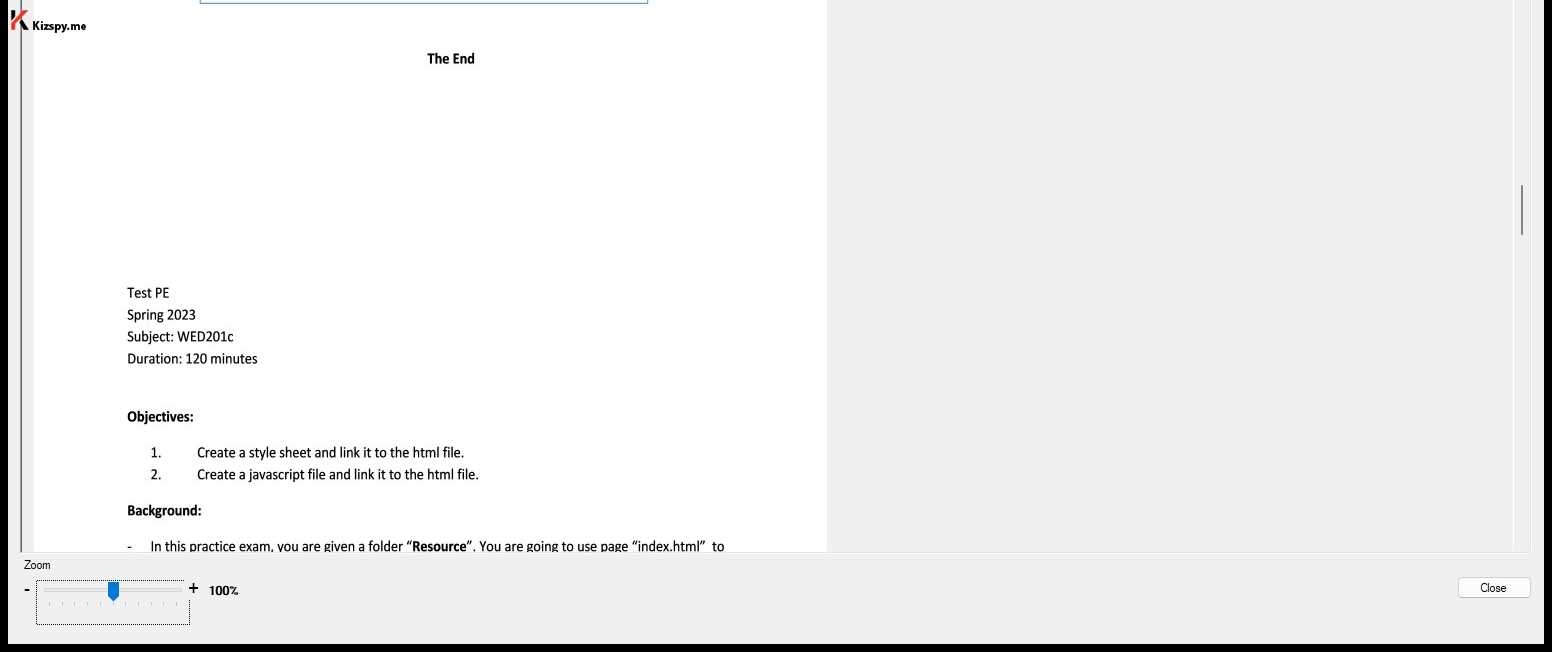 Kizspy.me
The End
Test PE
Spring 2023
Subject: WED201c
Duration: 120 minutes
Objectives:
1. Create a style sheet and link it to the html file.
2. Create a javascript file and link it to the html file.
Background:
- In this practice exam, you are given a folder “Resource”. You are going to use page “index.html” to
Zoom
- + 100%
Close